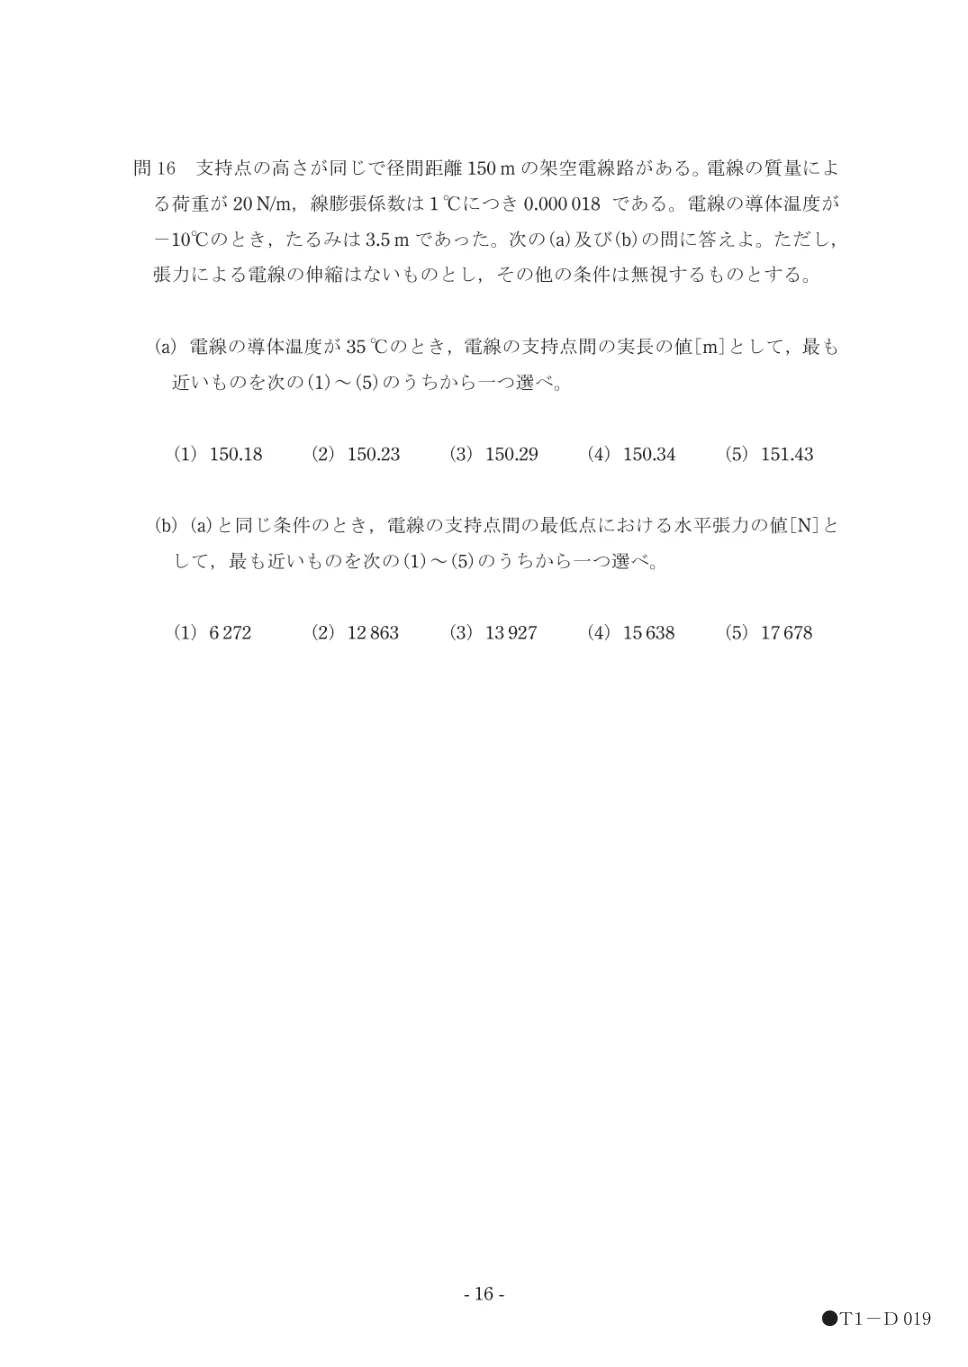 問 16　支持点の高さが同じで径間距離 150 m の架空電線路がある。電線の質量によ
る荷重が 20 N/m，線膨張係数は 1 ℃につき 0.000 018 である。電線の導体温度が
－10℃のとき，たるみは 3.5 m であった。次の(a)及び(b)の問に答えよ。ただし，
張力による電線の伸縮はないものとし，その他の条件は無視するものとする。
(a) 電線の導体温度が 35 ℃のとき，電線の支持点間の実長の値[m]として，最も
近いものを次の(1)～(5)のうちから一つ選べ。
(1) 150.18　(2) 150.23　(3) 150.29　(4) 150.34　(5) 151.43
(b) (a)と同じ条件のとき，電線の支持点間の最低点における水平張力の値[N]と
して，最も近いものを次の(1)～(5)のうちから一つ選べ。
(1) 6 272　(2) 12 863　(3) 13 927　(4) 15 638　(5) 17 678
- 16 -
●T1－D 019